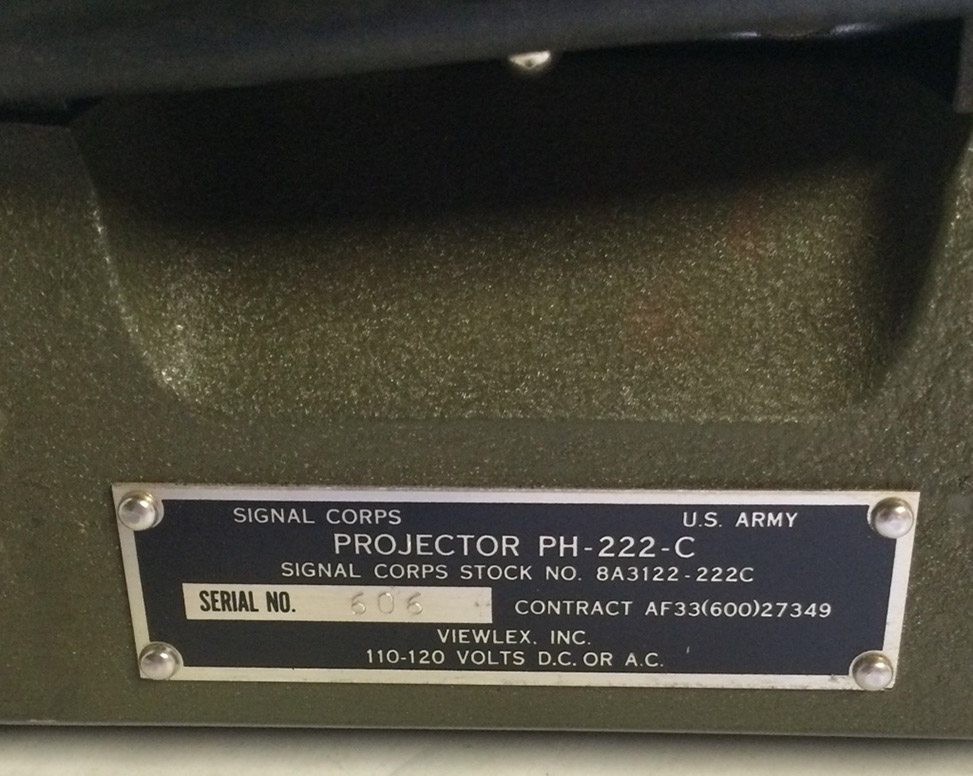 SIGNAL CORPS U.S. ARMY
PROJECTOR PH-222-C
SIGNAL CORPS STOCK NO. 8A3122-222C
SERIAL NO. 606 CONTRACT AF33(600)27349
VIEWLEX, INC.
110-120 VOLTS D.C. OR A.C.